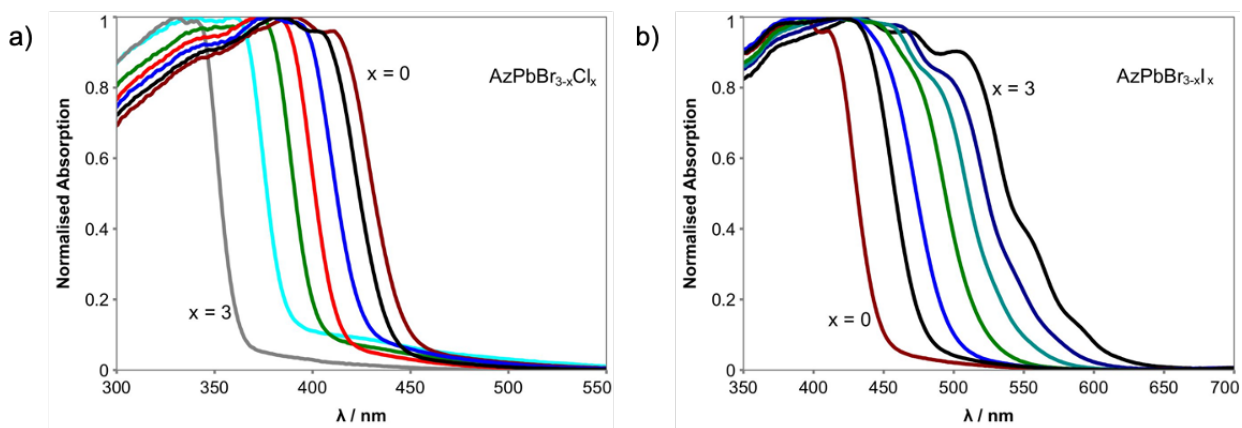 a)
Normalised Absorption
1
0.8
0.6
0.4
0.2
0
300
350
400
450
500
550
λ / nm
x = 0
AzPbBr₃₋ₓClₓ
x = 3
b)
Normalised Absorption
1
0.8
0.6
0.4
0.2
0
350
400
450
500
550
600
650
700
λ / nm
AzPbBr₃₋ₓIₓ
x = 3
x = 0